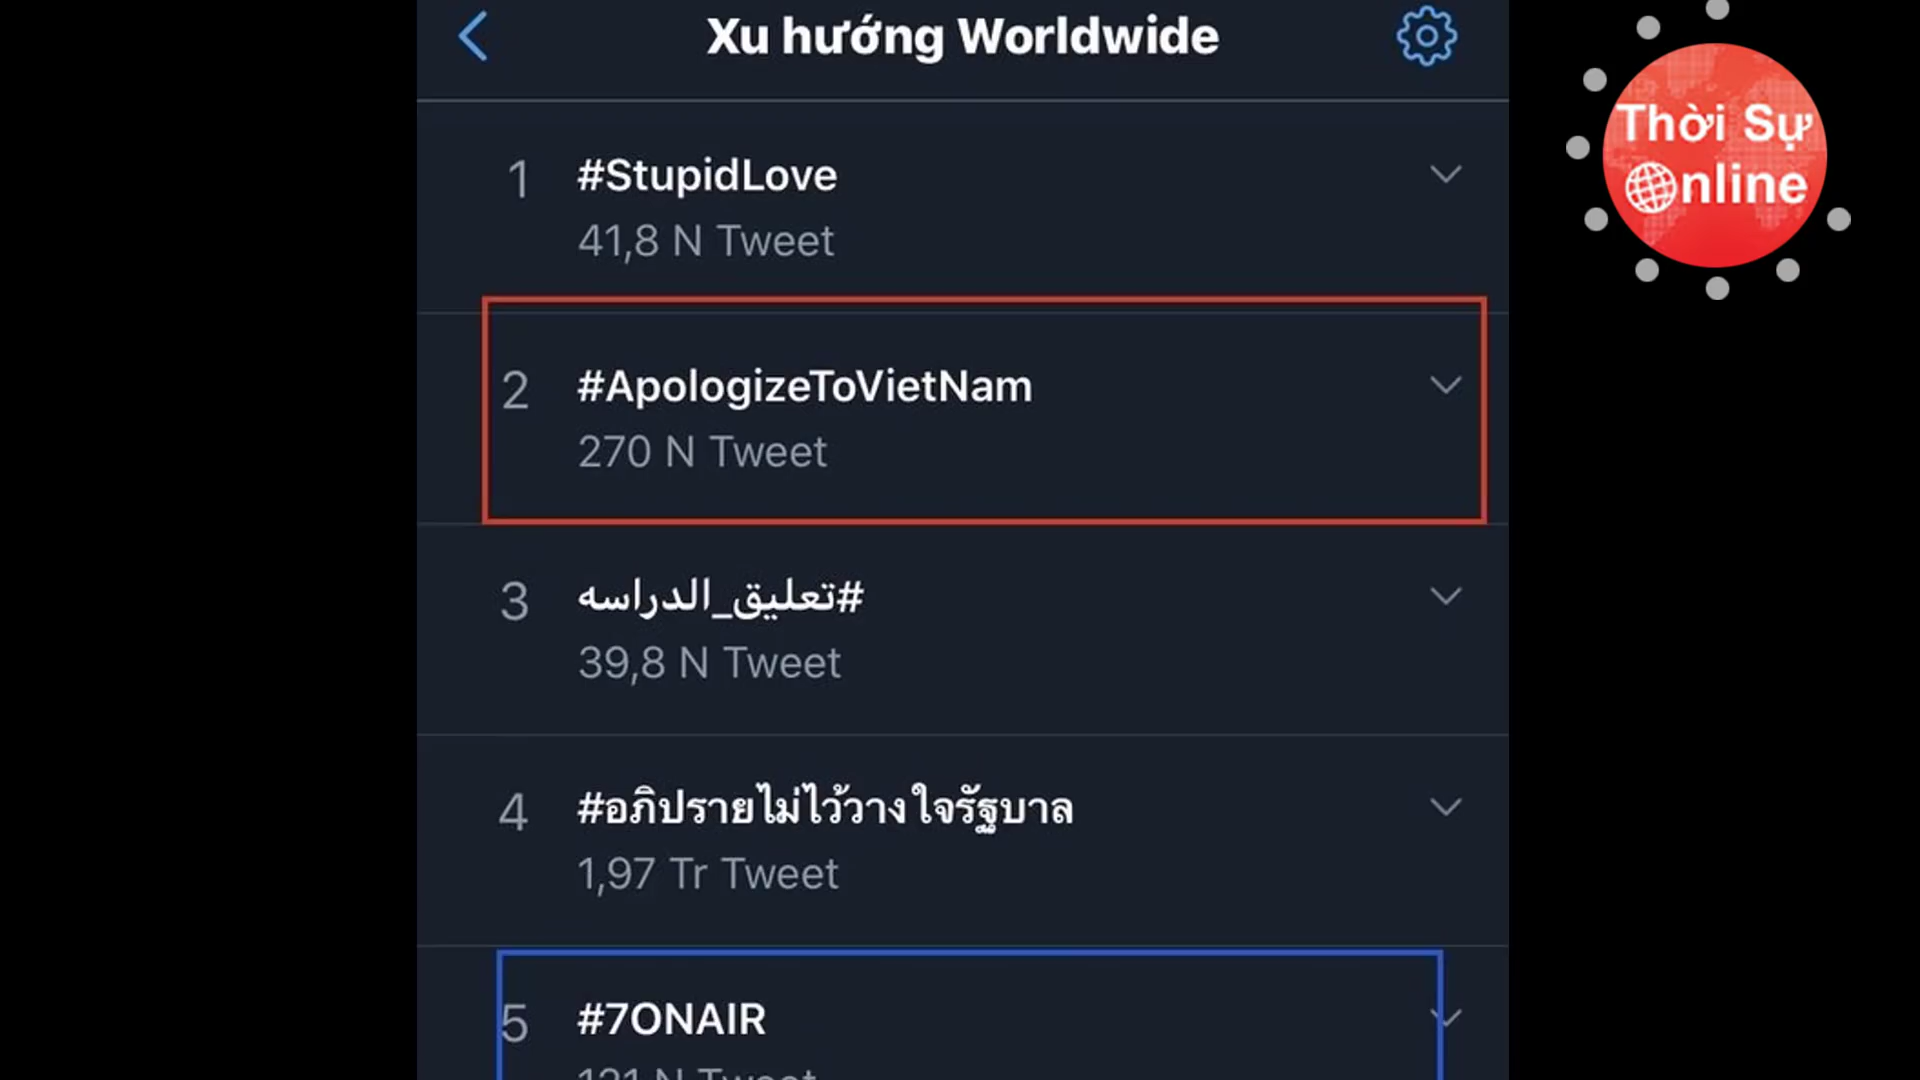 Xu hướng Worldwide
1 #StupidLove
41,8 N Tweet
2 #ApologizeToVietNam
270 N Tweet
3 #تعليق_الدراسه
39,8 N Tweet
4 #อภิปรายไม่ไว้วางใจรัฐบาล
1,97 Tr Tweet
5 #7ONAIR
131 N Tweet
Thời Sự
Online